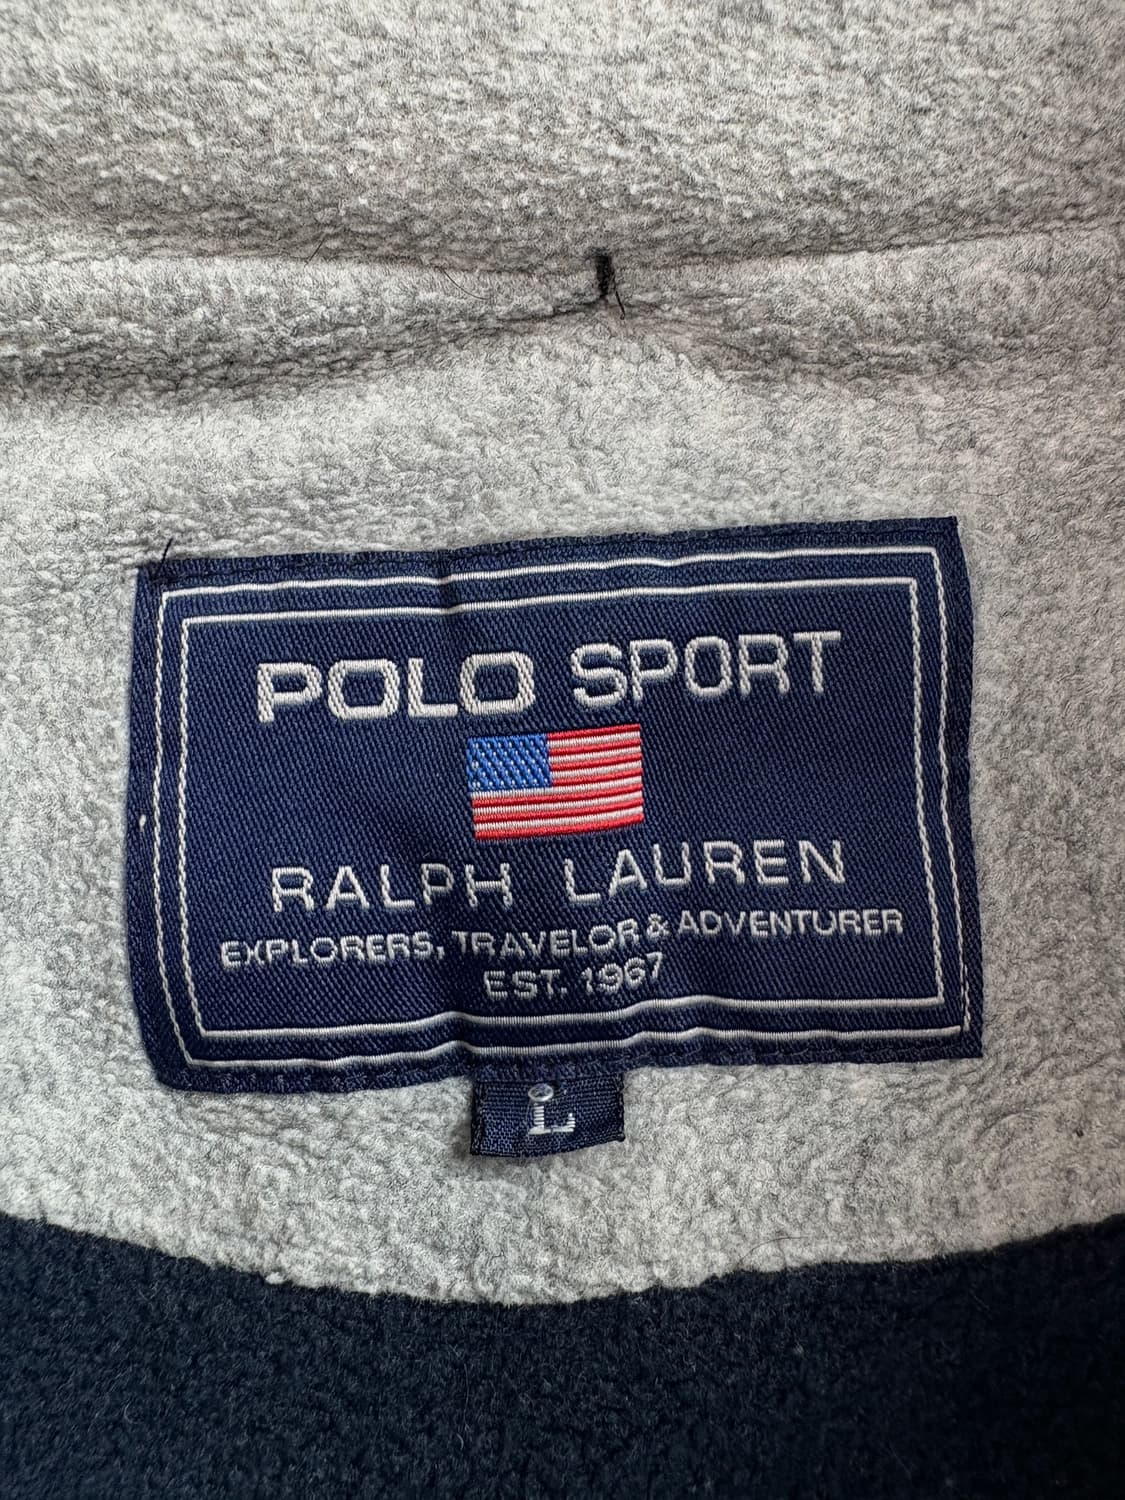 POLO SPORT
RALPH LAUREN
EXPLORERS, TRAVELOR & ADVENTURER
EST. 1967
L